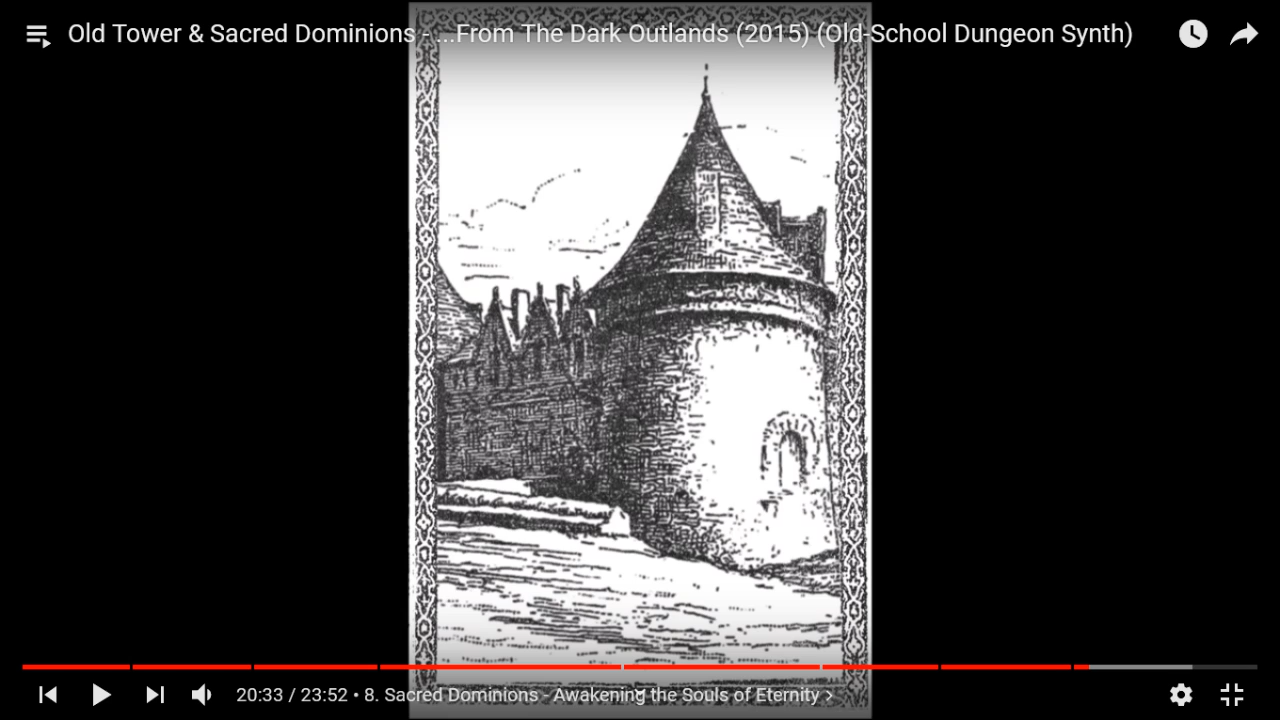 Old Tower & Sacred Dominions - ...From The Dark Outlands (2015) (Old-School Dungeon Synth)
20:33 / 23:52 • 8. Sacred Dominions - Awakening the Souls of Eternity >